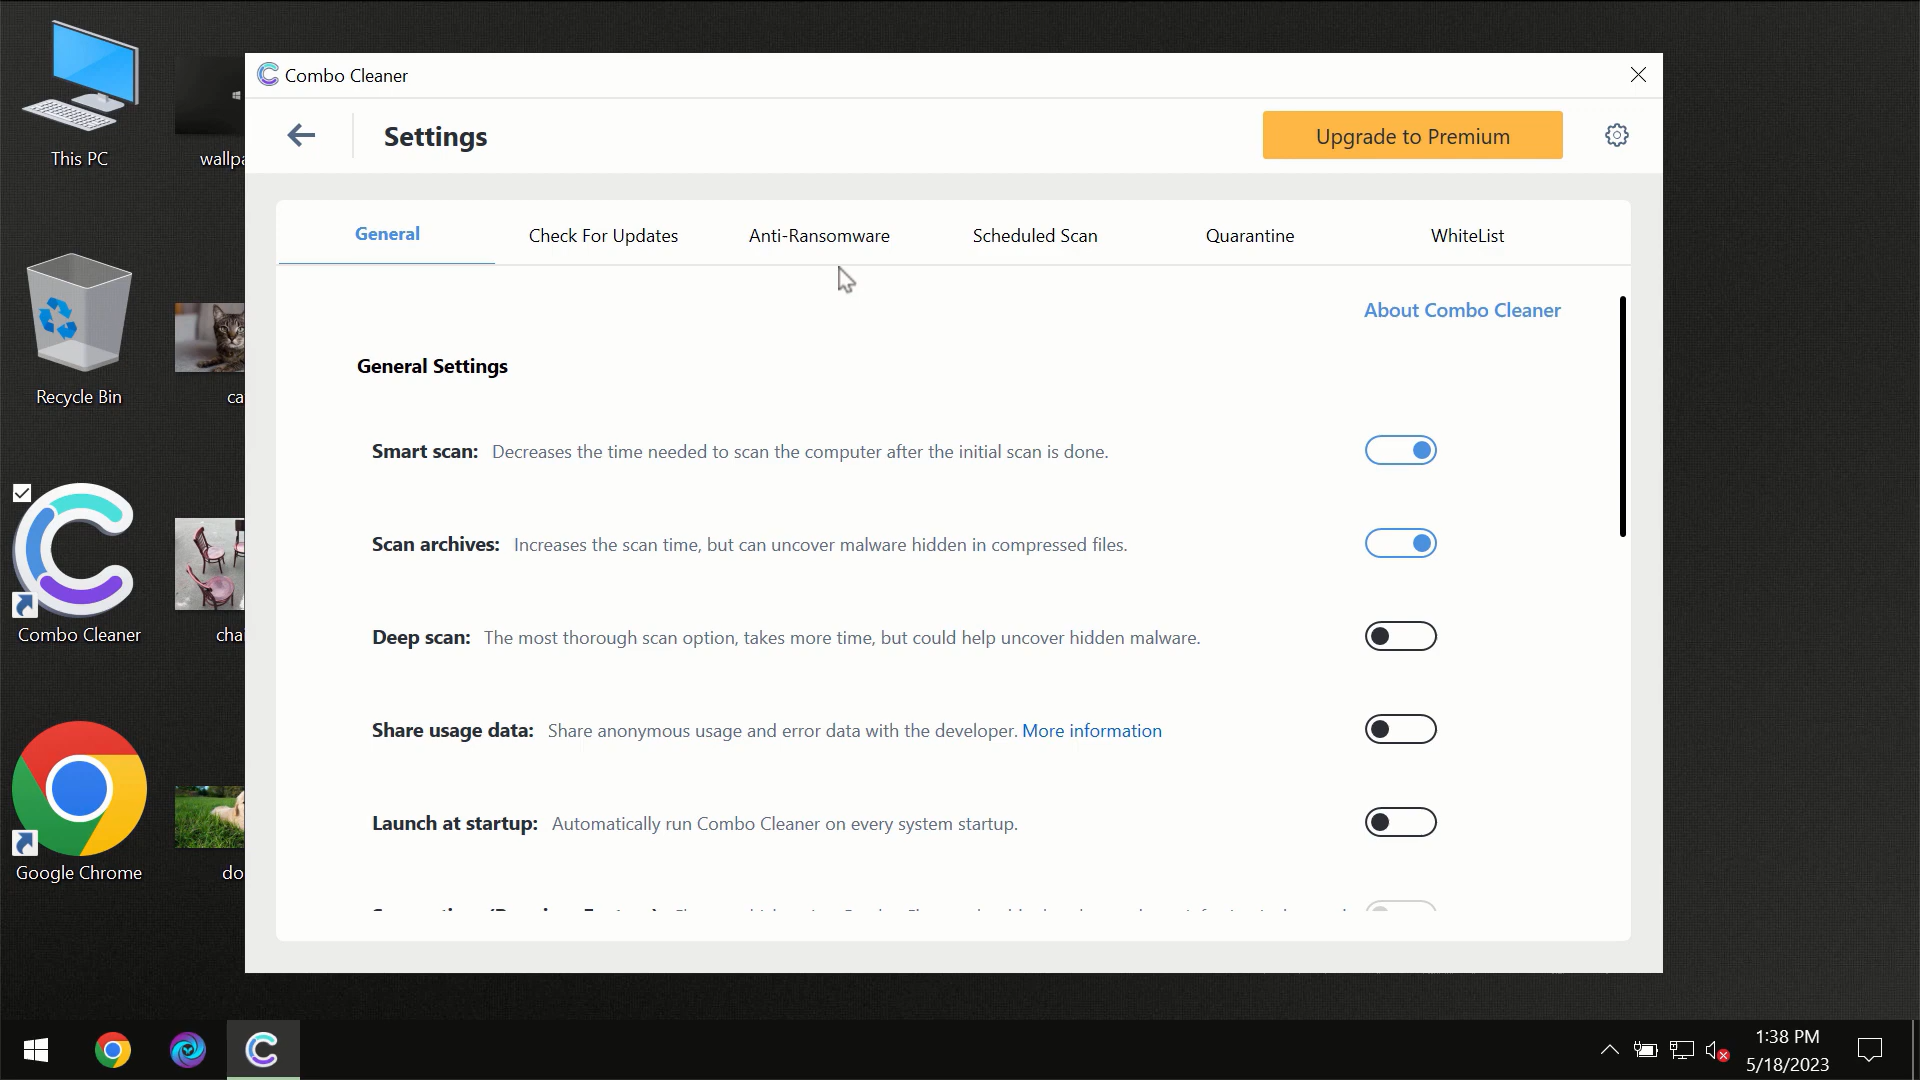 Combo Cleaner
Settings
Upgrade to Premium
General
Check For Updates
Anti-Ransomware
Scheduled Scan
Quarantine
WhiteList
About Combo Cleaner
General Settings
Smart scan: Decreases the time needed to scan the computer after the initial scan is done.
Scan archives: Increases the scan time, but can uncover malware hidden in compressed files.
Deep scan: The most thorough scan option, takes more time, but could help uncover hidden malware.
Share usage data: Share anonymous usage and error data with the developer. More information
Launch at startup: Automatically run Combo Cleaner on every system startup.
This PC
wallpa
Recycle Bin
ca
Combo Cleaner
chai
Google Chrome
do
1:38 PM
5/18/2023